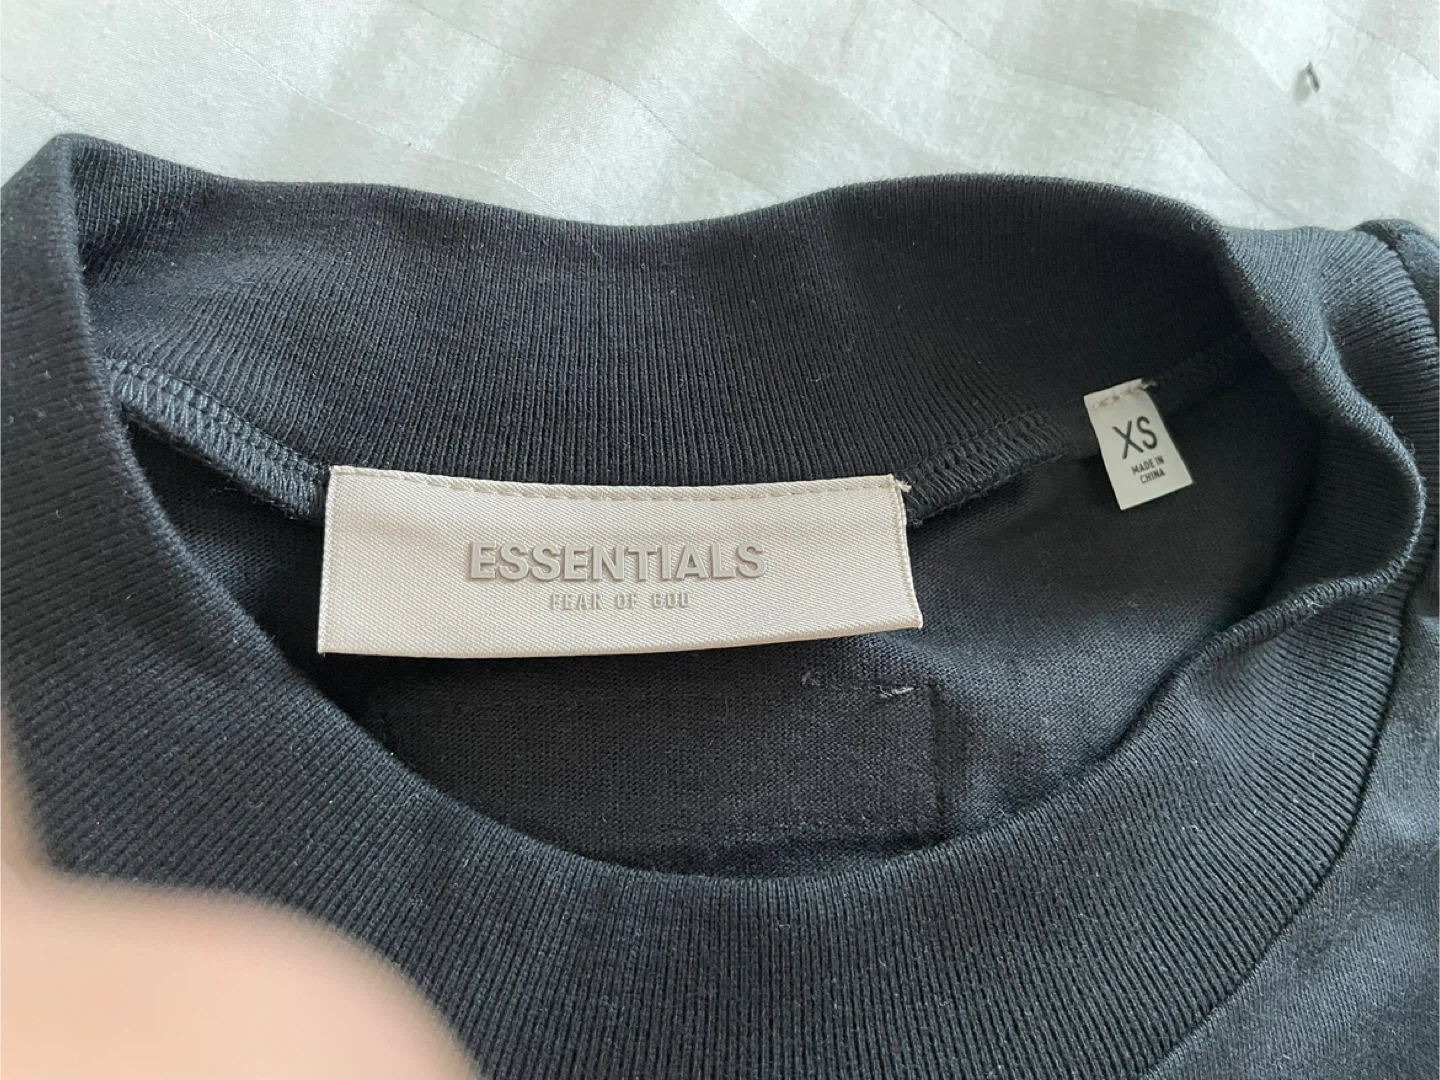 ESSENTIALS
FEAR OF GOD
XS
MADE IN
CHINA